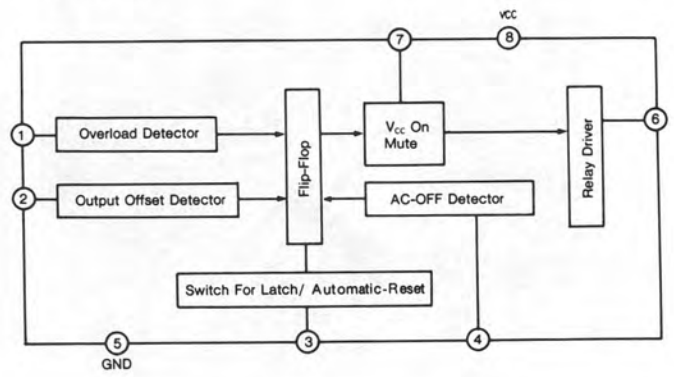 VCC
7
8
1
Overload Detector
Flip-Flop
Vcc On
Mute
Relay Driver
6
2
Output Offset Detector
AC-OFF Detector
Switch For Latch/ Automatic-Reset
5
GND
3
4